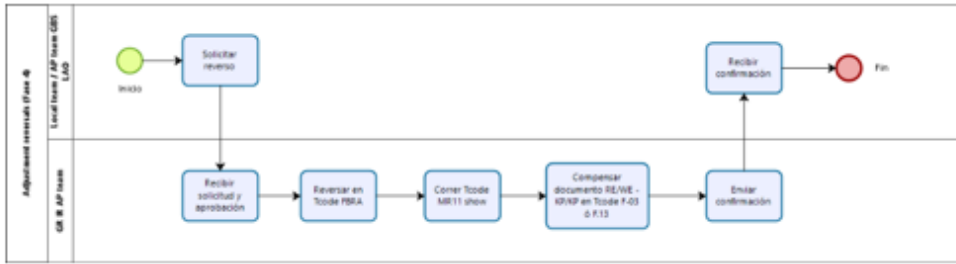 Adjustment reversals (Fase 4)
Local team / AP team GBS
LAO
GR IR AP team
Inicio
Solicitar
reverso
Recibir
confirmación
Fin
Recibir
solicitud y
aprobación
Reversar en
Tcode FBRA
Correr Tcode
MR11 show
Compensar
documento RE/WE -
KP/KP en Tcode F-03
ó F.13
Enviar
confirmación